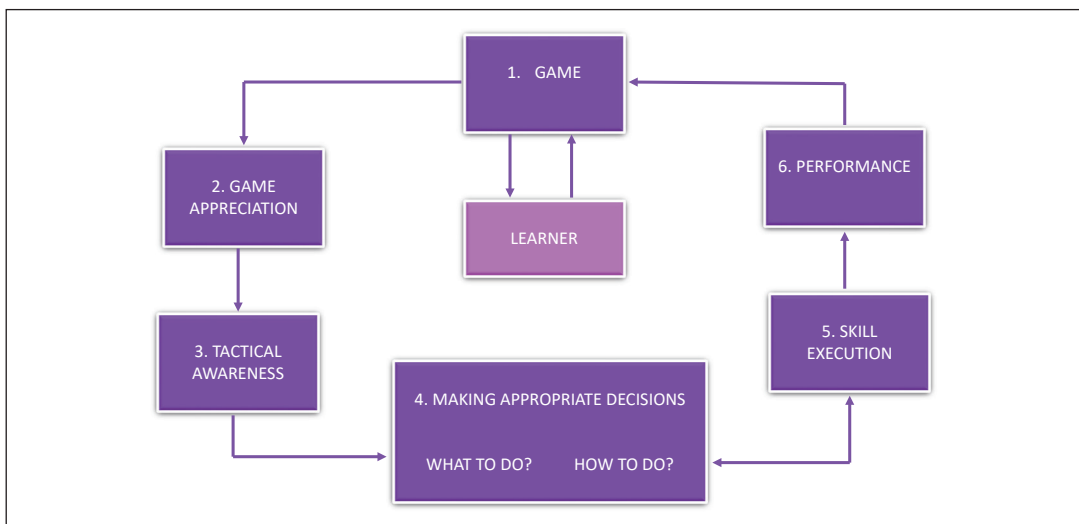 1. GAME
2. GAME
APPRECIATION
LEARNER
6. PERFORMANCE
3. TACTICAL
AWARENESS
4. MAKING APPROPRIATE DECISIONS
WHAT TO DO? HOW TO DO?
5. SKILL
EXECUTION